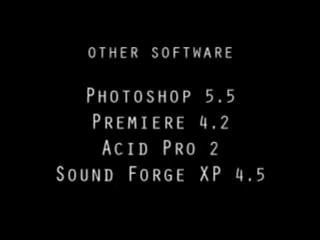 OTHER SOFTWARE
PHOTOSHOP 5.5
PREMIERE 4.2
ACID PRO 2
SOUND FORGE XP 4.5